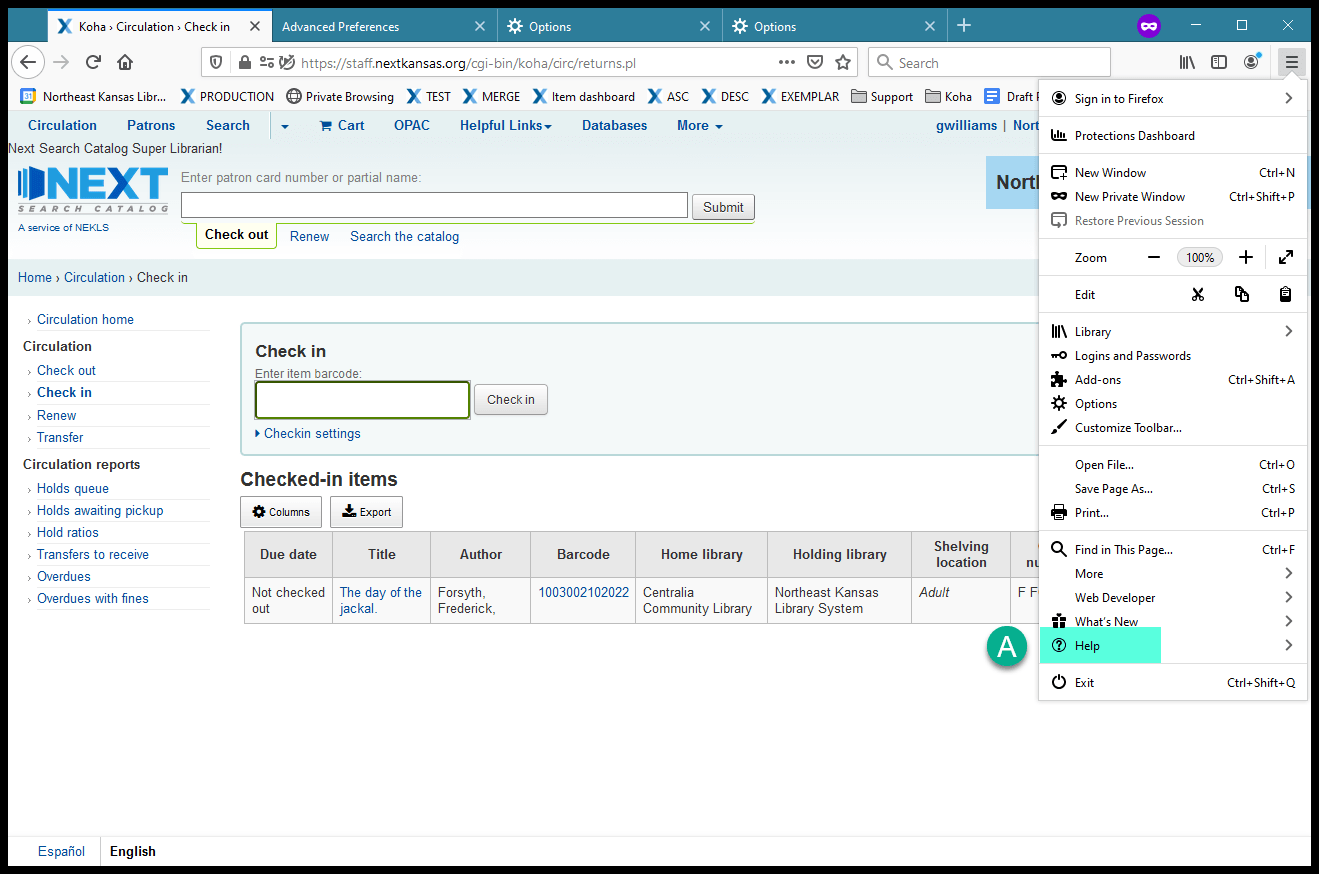 Koha › Circulation › Check in
Advanced Preferences
Options
Options
https://staff.nextkansas.org/cgi-bin/koha/circ/returns.pl
Search
31
Northeast Kansas Libr...
PRODUCTION
Private Browsing
TEST
MERGE
Item dashboard
ASC
DESC
EXEMPLAR
Support
Koha
Draft
Circulation
Patrons
Search
Cart
OPAC
Helpful Links
Databases
More
gwilliams | Nort
Next Search Catalog Super Librarian!
NEXT
SEARCH CATALOG
A service of NEKLS
Enter patron card number or partial name:
Submit
Check out
Renew
Search the catalog
Nort
Home › Circulation › Check in
› Circulation home
Circulation
› Check out
› Check in
› Renew
› Transfer
Circulation reports
› Holds queue
› Holds awaiting pickup
› Hold ratios
› Transfers to receive
› Overdues
› Overdues with fines
Check in
Enter item barcode:
Check in
Checkin settings
Checked-in items
Columns
Export
Due date
Title
Author
Barcode
Home library
Holding library
Shelving
location
Not checked
out
The day of the
jackal.
Forsyth,
Frederick,
1003002102022
Centralia
Community Library
Northeast Kansas
Library System
Adult
Sign in to Firefox
Protections Dashboard
New Window Ctrl+N
New Private Window Ctrl+Shift+P
Restore Previous Session
Zoom 100%
Edit
Library
Logins and Passwords
Add-ons Ctrl+Shift+A
Options
Customize Toolbar...
Open File... Ctrl+O
Save Page As... Ctrl+S
Print... Ctrl+P
Find in This Page... Ctrl+F
More
Web Developer
What's New
A
Help
Exit Ctrl+Shift+Q
Español
English